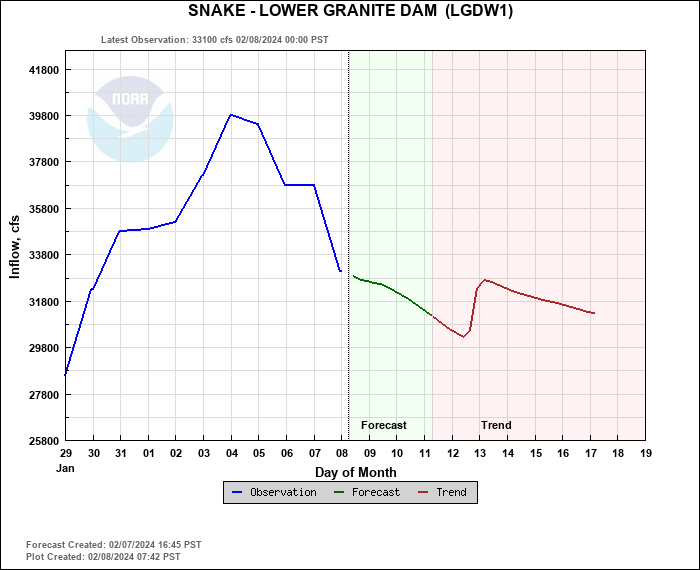 SNAKE - LOWER GRANITE DAM (LGDW1)
Latest Observation: 33100 cfs 02/08/2024 00:00 PST
41800
39800
37800
35800
33800
31800
29800
27800
25800
Inflow, cfs
NOAA
Forecast
Trend
29 30 31 01 02 03 04 05 06 07 08 09 10 11 12 13 14 15 16 17 18 19
Jan
Day of Month
Observation Forecast Trend
Forecast Created: 02/07/2024 16:45 PST
Plot Created: 02/08/2024 07:42 PST